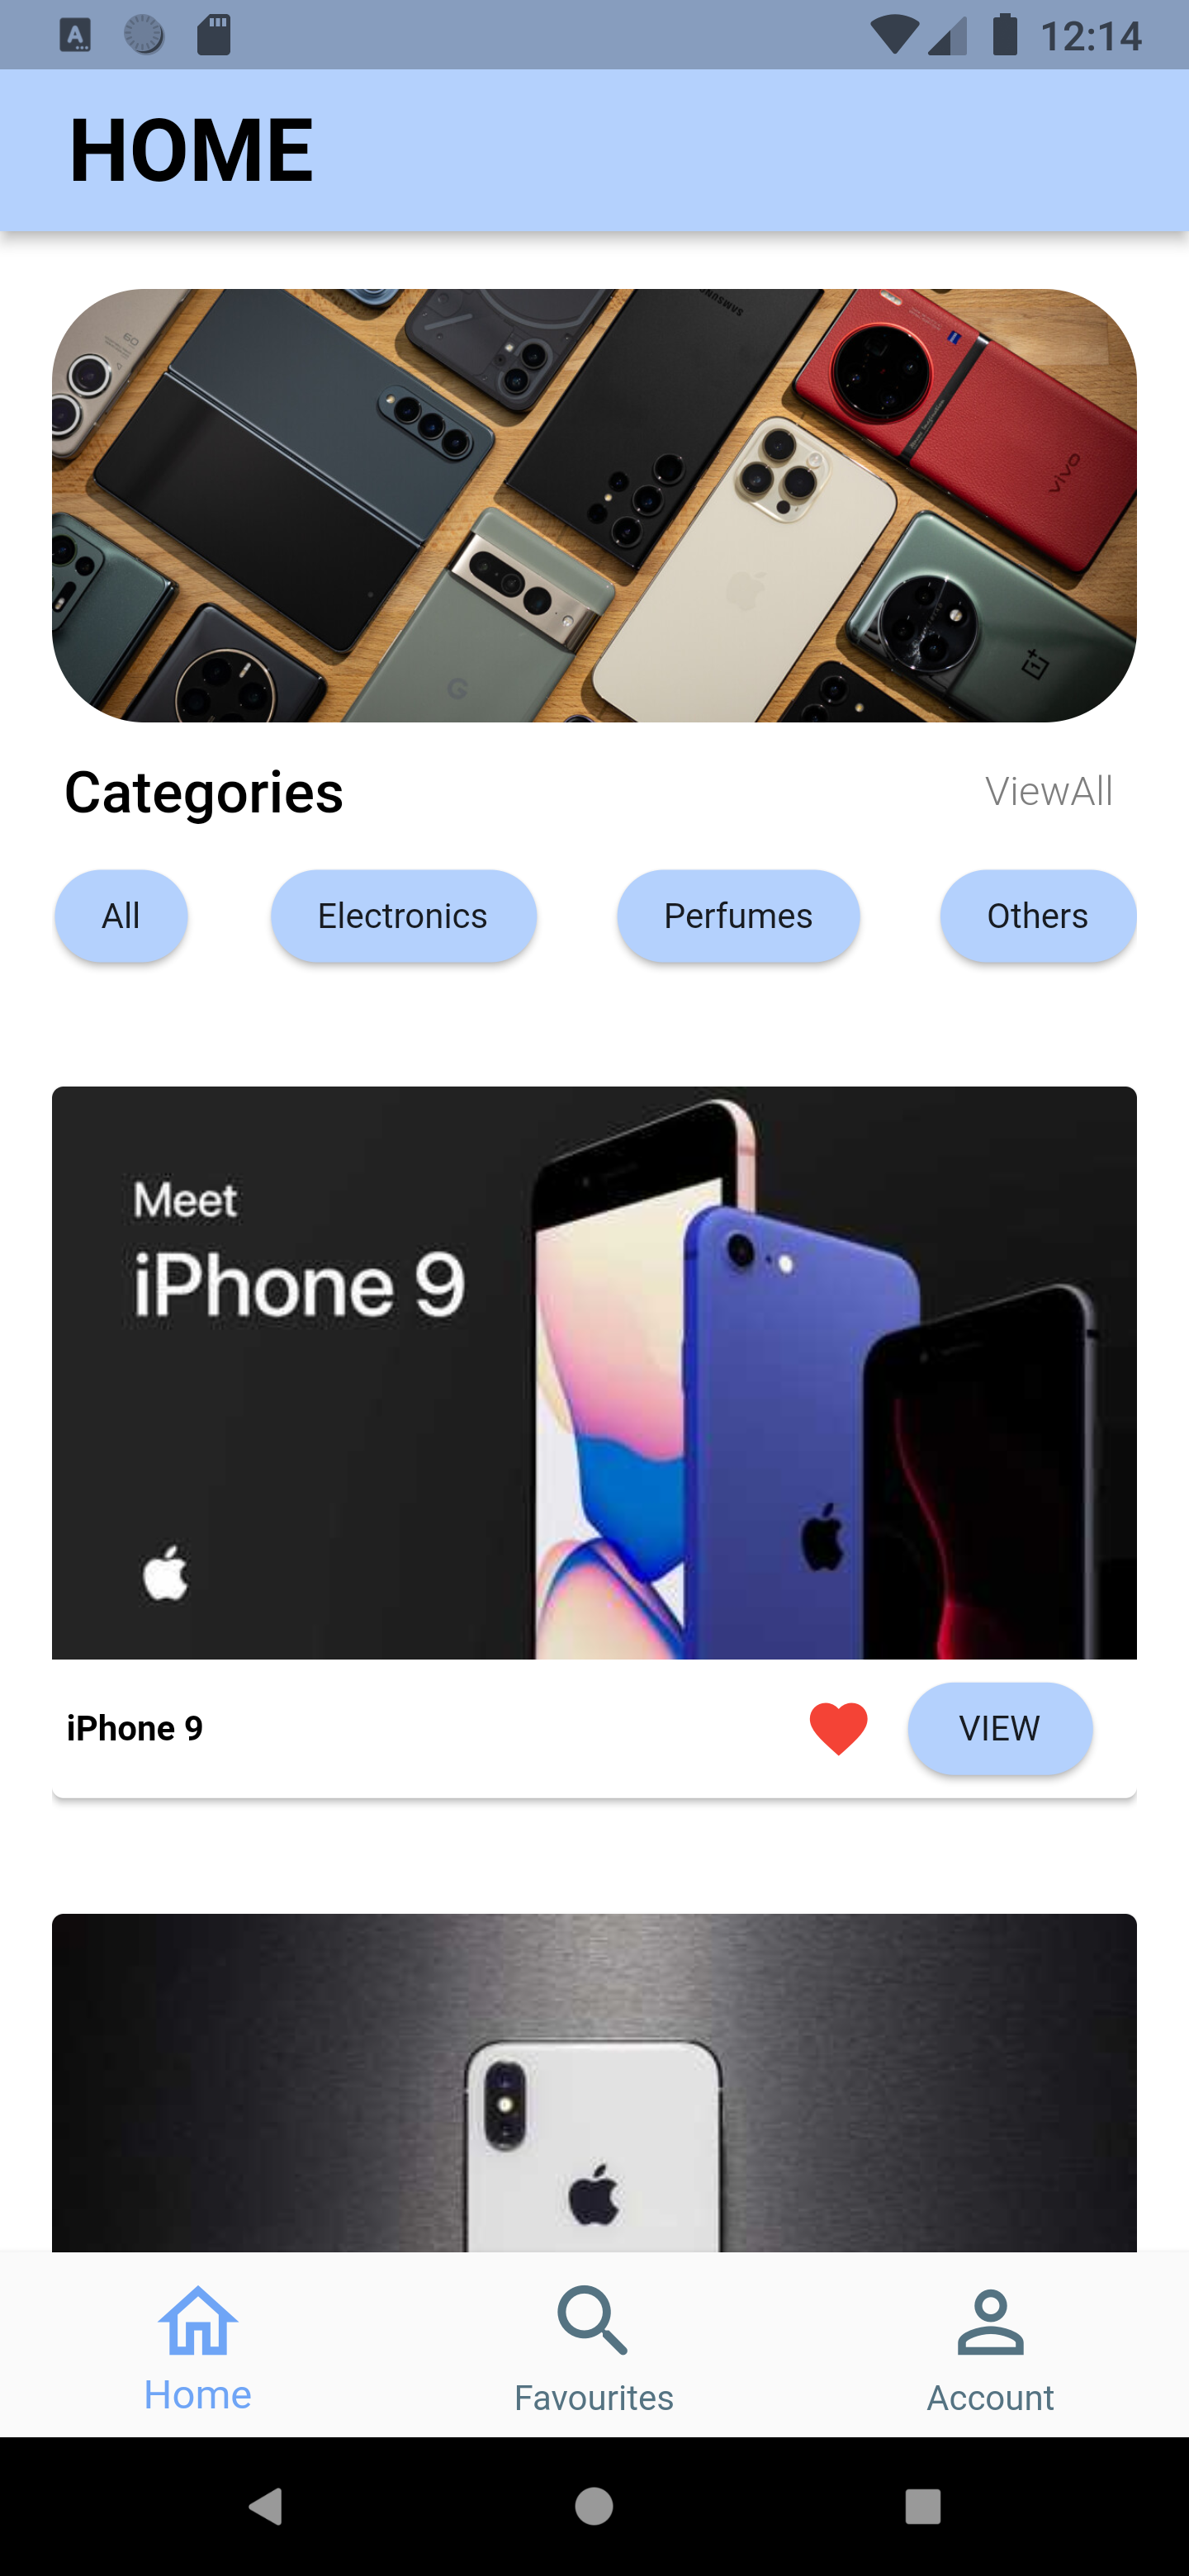 12:14
HOME
SAMSUNG
vivo
Categories
ViewAll
All
Electronics
Perfumes
Others
Meet
iPhone 9
iPhone 9
VIEW
Home
Favourites
Account